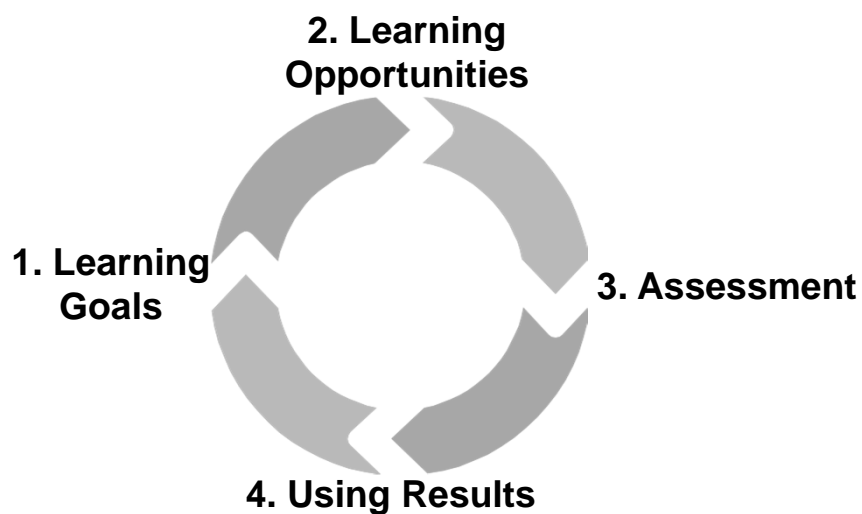 2. Learning
Opportunities
1. Learning
Goals
3. Assessment
4. Using Results